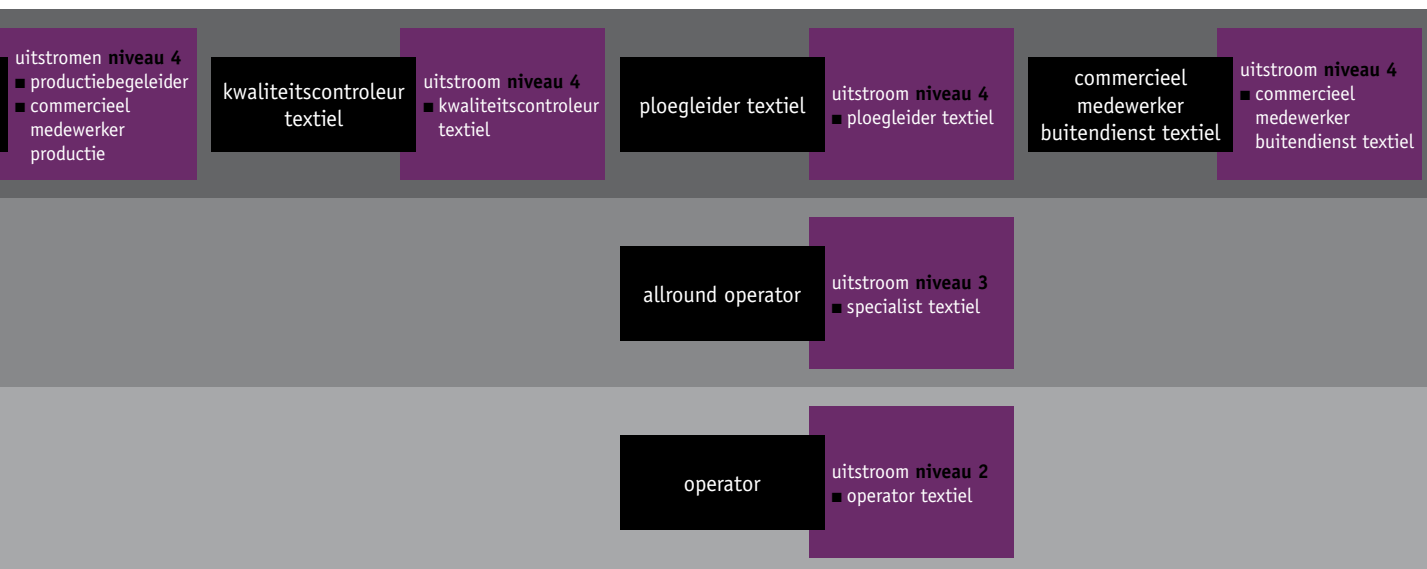 uitstromen niveau 4
■ productiebegeleider
■ commercieel
medewerker
productie
kwaliteitscontroleur
textiel
uitstroom niveau 4
■ kwaliteitscontroleur
textiel
ploegleider textiel
uitstroom niveau 4
■ ploegleider textiel
commercieel
medewerker
buitendienst textiel
uitstroom niveau 4
■ commercieel
medewerker
buitendienst textiel
allround operator
uitstroom niveau 3
■ specialist textiel
operator
uitstroom niveau 2
■ operator textiel